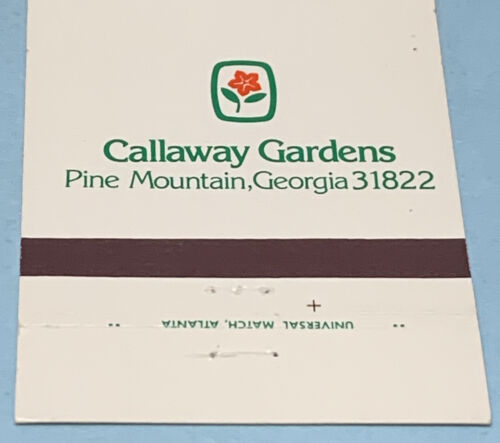 Callaway Gardens
Pine Mountain, Georgia 31822
UNIVERSAL MATCH, ATLANTA